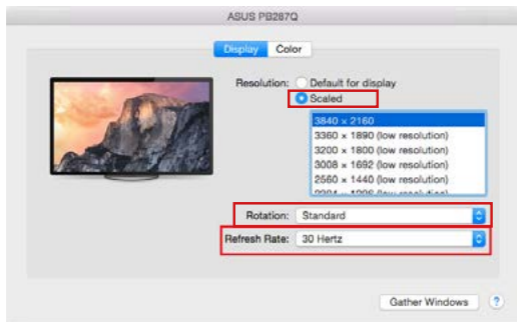 ASUS PB287Q
Display Color
Resolution: Default for display
Scaled
3840 × 2160
3360 × 1890 (low resolution)
3200 × 1800 (low resolution)
3008 × 1692 (low resolution)
2560 × 1440 (low resolution)
Rotation: Standard
Refresh Rate: 30 Hertz
Gather Windows ?